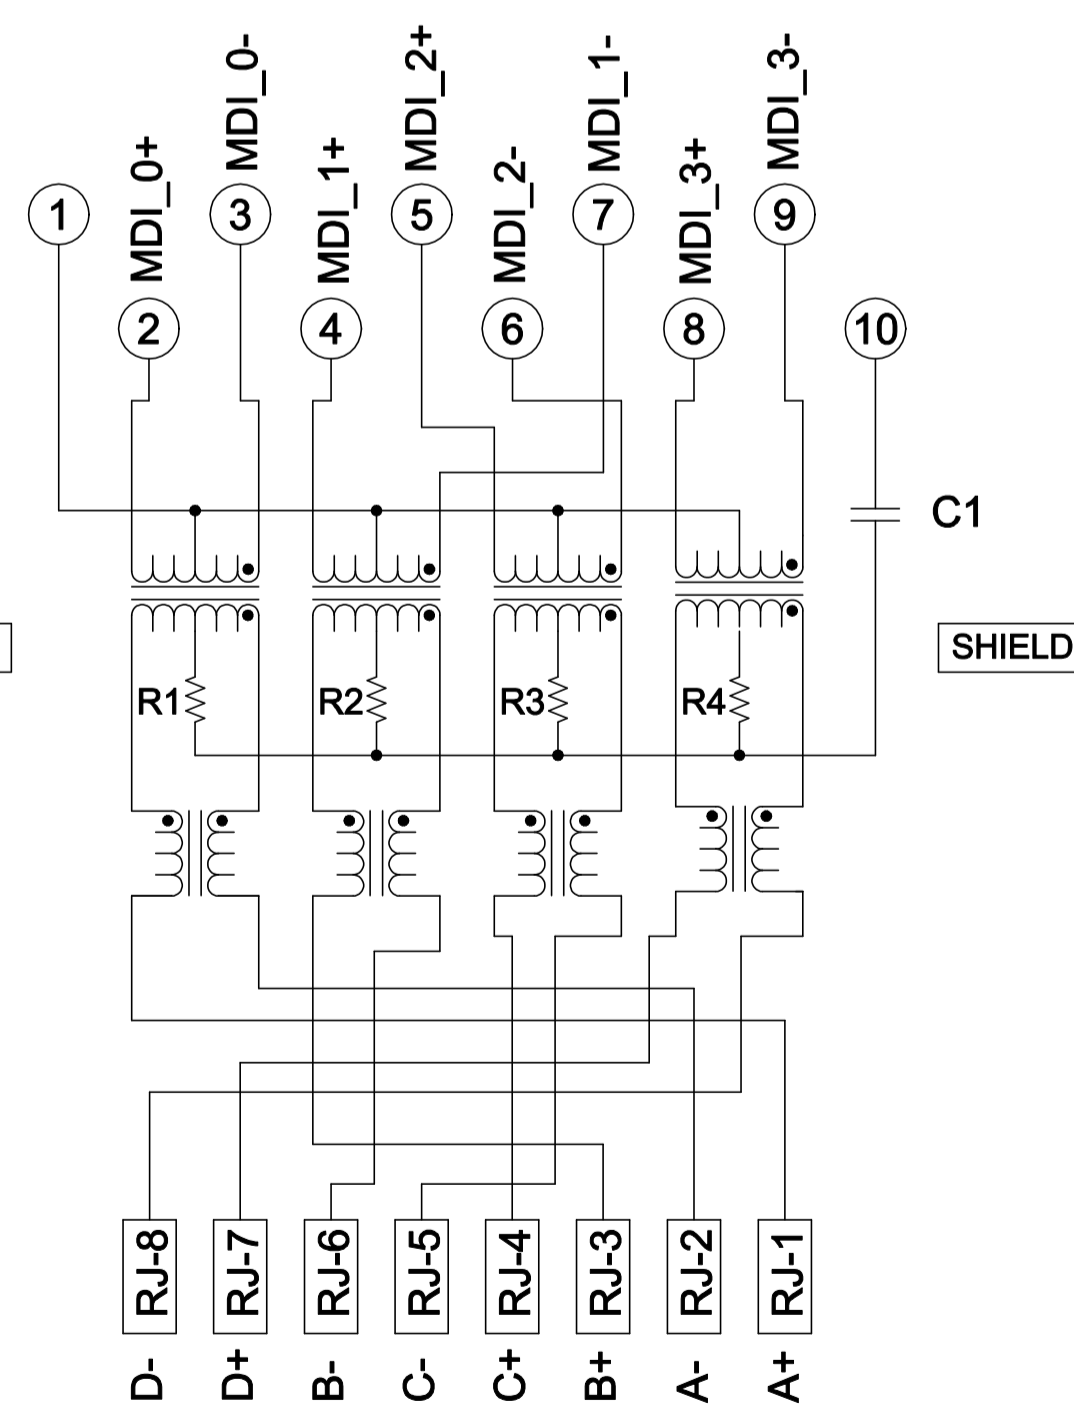 MDI_0+
MDI_0-
MDI_1+
MDI_2+
MDI_2-
MDI_1-
MDI_3+
MDI_3-
1
3
5
7
9
2
4
6
8
10
C1
SHIELD
R1
R2
R3
R4
RJ-8
RJ-7
RJ-6
RJ-5
RJ-4
RJ-3
RJ-2
RJ-1
D-
D+
B-
C-
C+
B+
A-
A+